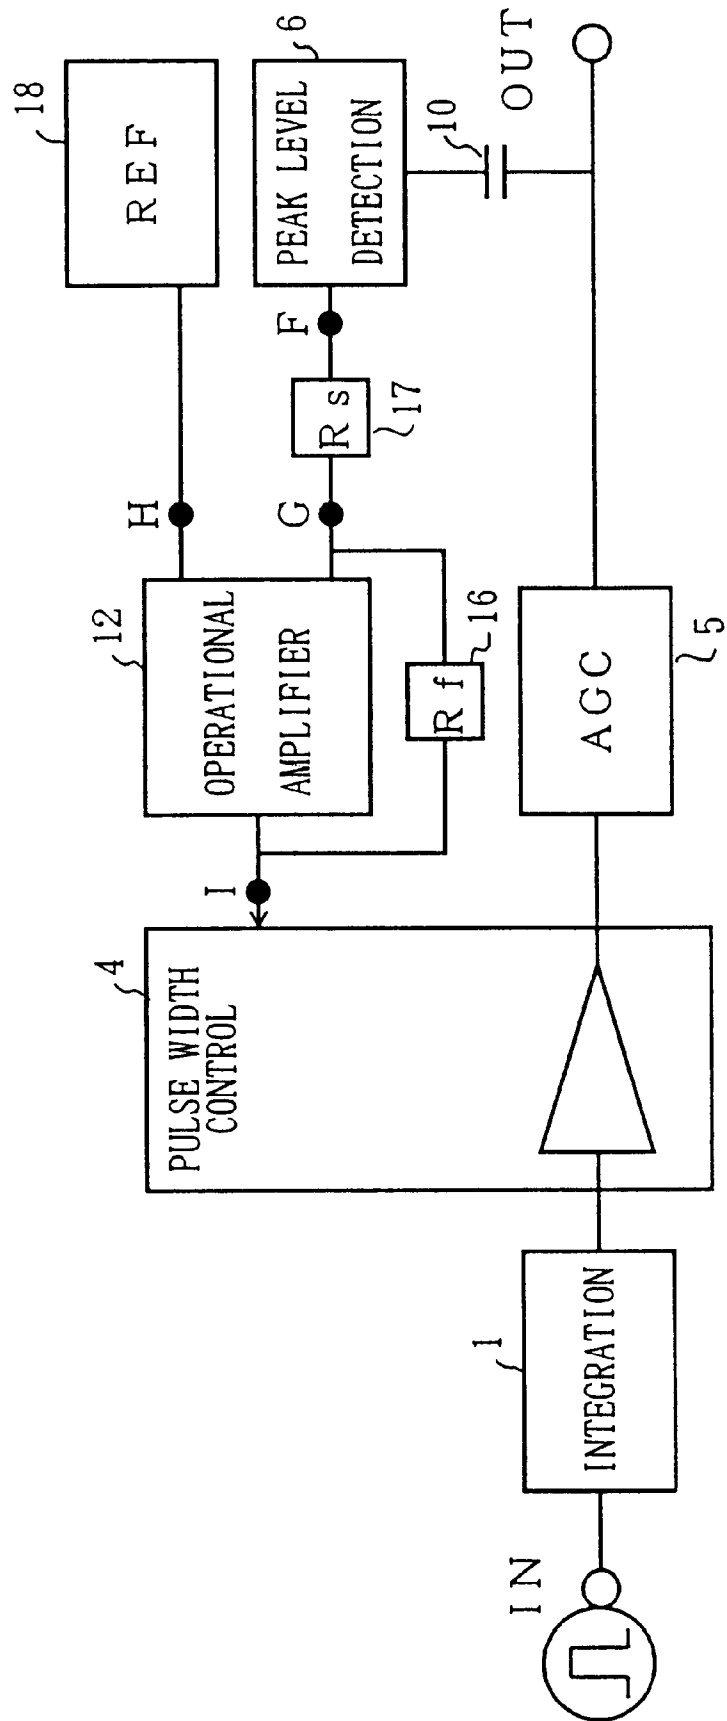 18
REF
6
PEAK LEVEL
DETECTION
10
OUT
F
Rs
17
H
G
12
OPERATIONAL
AMPLIFIER
Rf
16
AGC
5
I
4
PULSE WIDTH
CONTROL
1
INTEGRATION
IN